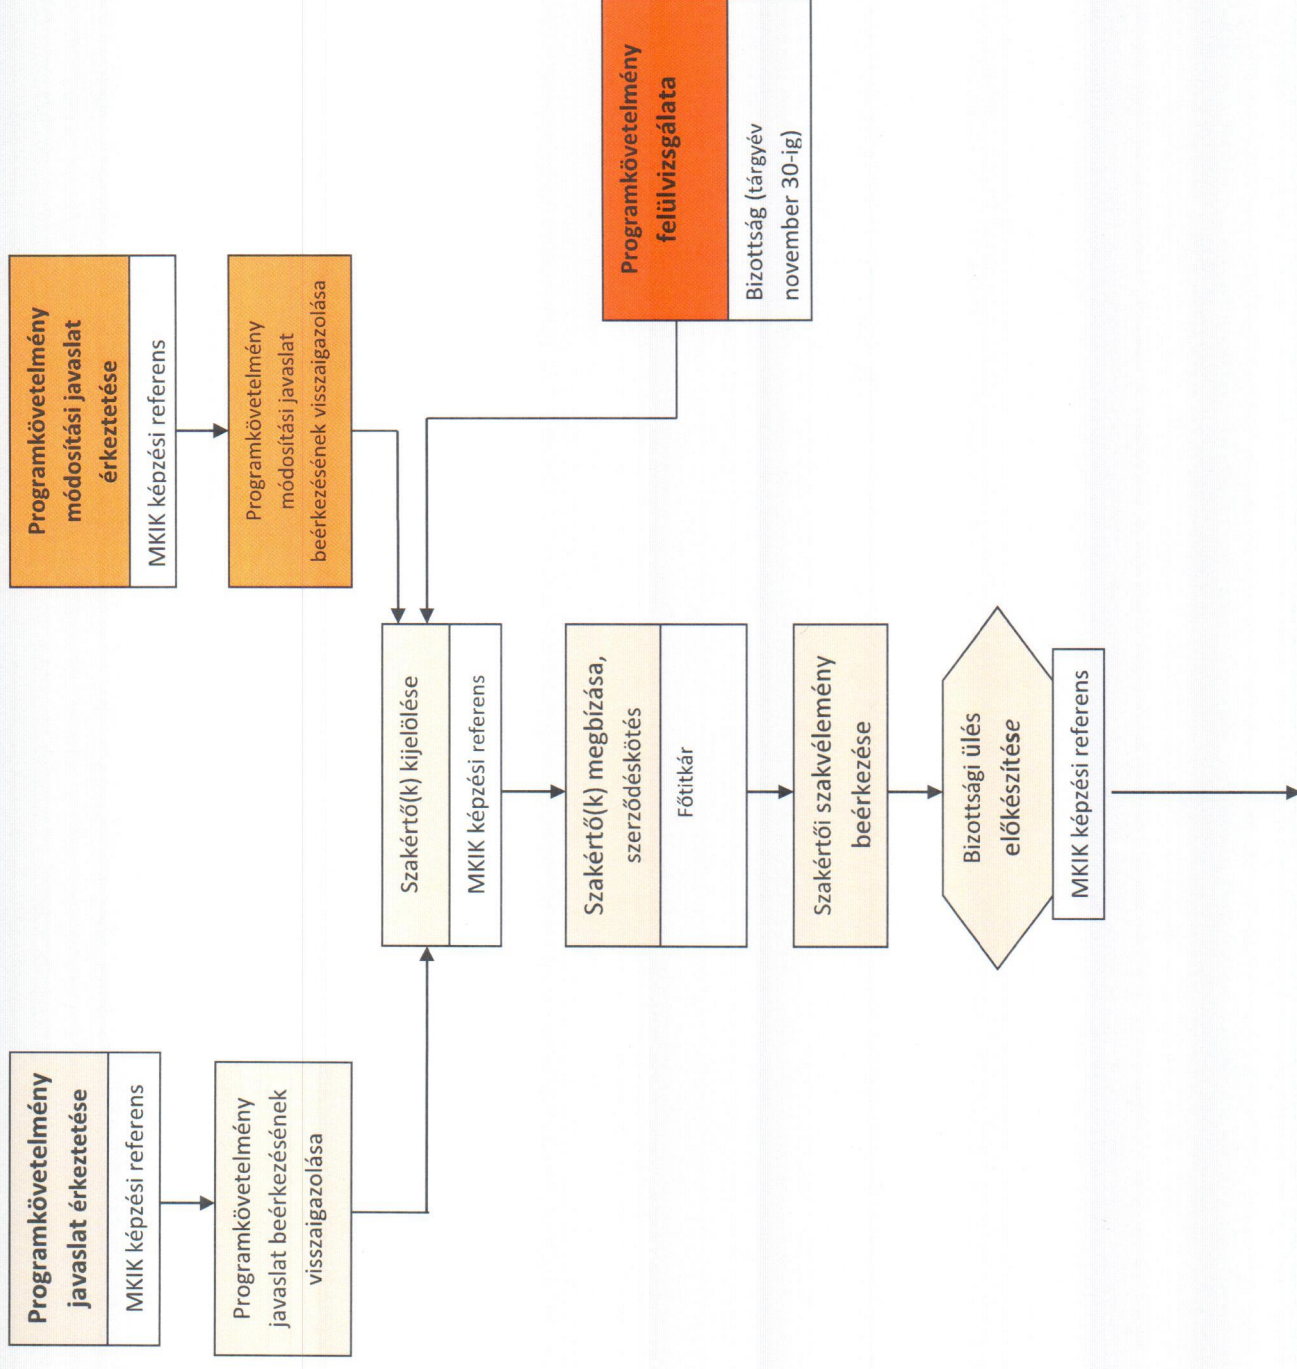 Programkövetelmény
javaslat érkeztetése
MKIK képzési referens
Programkövetelmény
javaslat beérkezésének
visszaigazolása
Programkövetelmény
módosítási javaslat
érkeztetése
MKIK képzési referens
Programkövetelmény
módosítási javaslat
beérkezésének visszaigazolása
Programkövetelmény
felülvizsgálata
Bizottság (tárgyév
november 30-ig)
Szakértő(k) kijelölése
MKIK képzési referens
Szakértő(k) megbízása,
szerződéskötés
Főtitkár
Szakértői szakvélemény
beérkezése
Bizottsági ülés
előkészítése
MKIK képzési referens